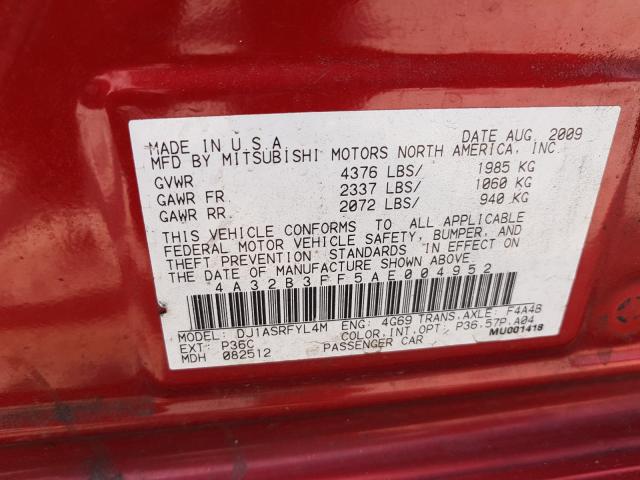 MADE IN U.S.A. DATE AUG. 2009
MFD BY MITSUBISHI MOTORS NORTH AMERICA, INC.
GVWR 4376 LBS/ 1985 KG
GAWR FR 2337 LBS/ 1060 KG
GAWR RR. 2072 LBS/ 940 KG
THIS VEHICLE CONFORMS TO ALL APPLICABLE
FEDERAL MOTOR VEHICLE SAFETY, BUMPER, AND
THEFT PREVENTION STANDARDS IN EFFECT ON
THE DATE OF MANUFACTURE SHOWN ABOVE
4A32B3FF5AE004952
MODEL: DJ1ASRFYL4M ENG: 4G69 TRANS.AXLE: F4A4B
EXT: P36C COLOR,INT,OPT: P36.57P.A04
MDH 082512 PASSENGER CAR MU001418